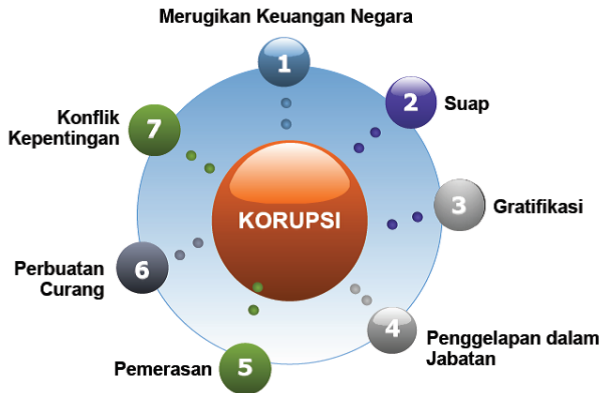 Merugikan Keuangan Negara
1
2
Suap
3
Gratifikasi
4
Penggelapan dalam
Jabatan
5
Pemerasan
6
Perbuatan
Curang
7
Konflik
Kepentingan
KORUPSI